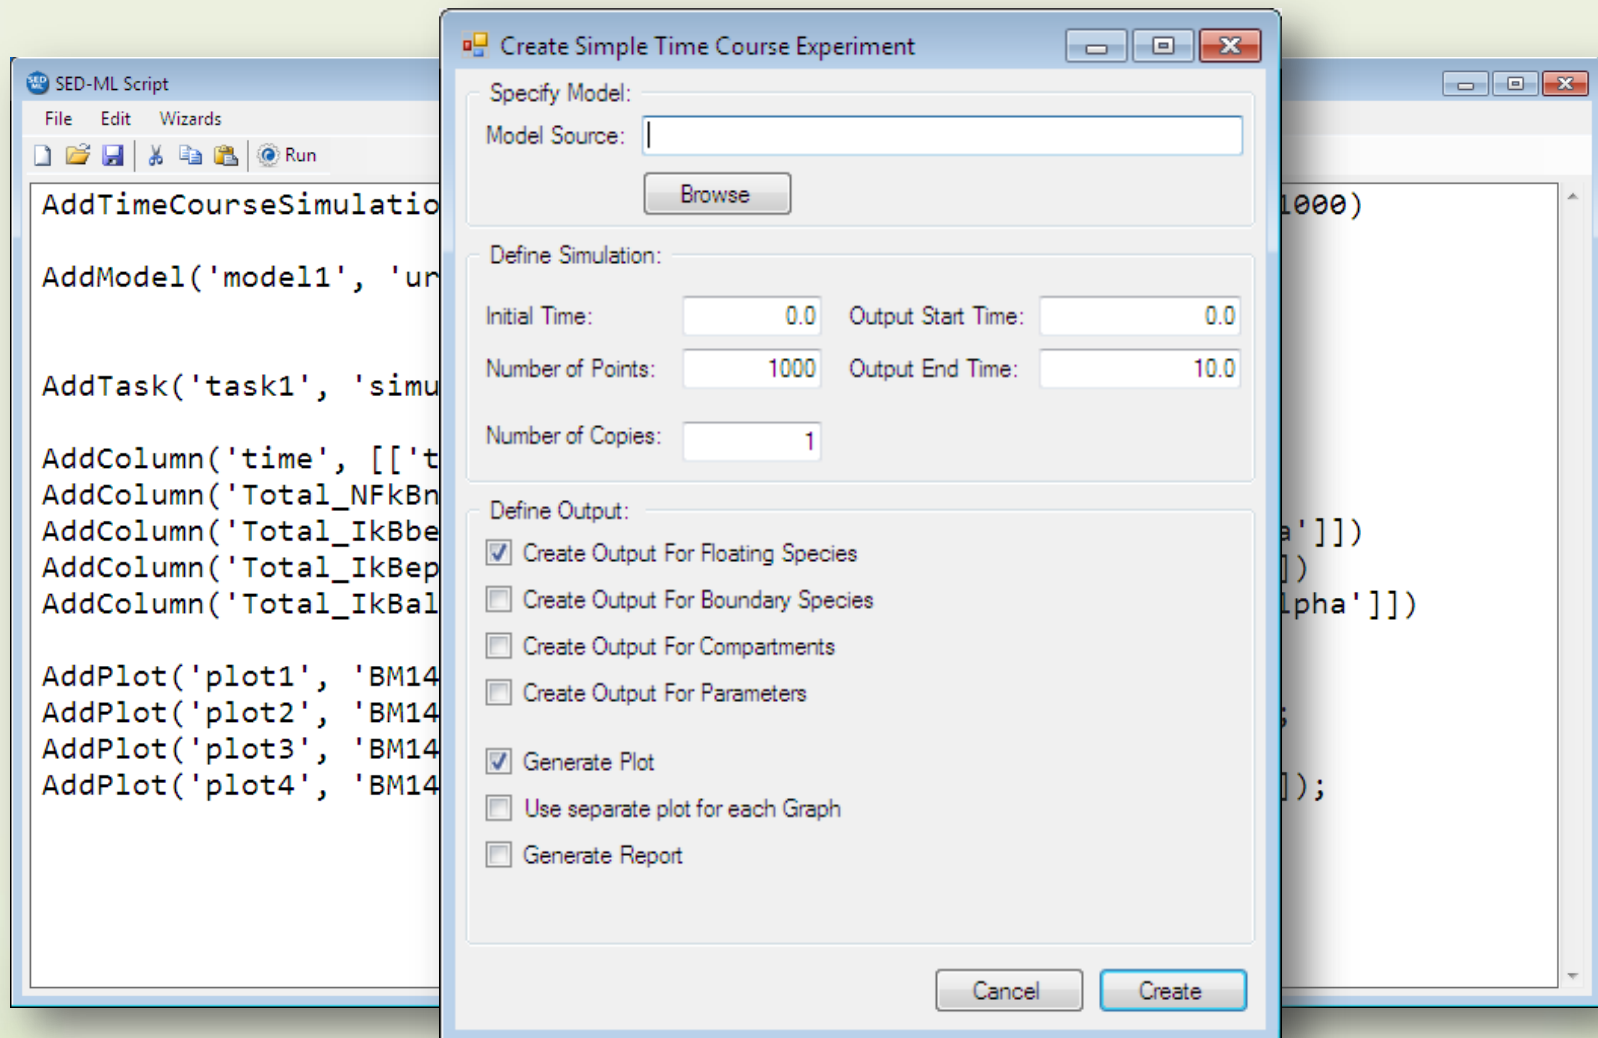 SED-ML Script
File Edit Wizards
Run
AddTimeCourseSimulatio 1000)
AddModel('model1', 'ur
AddTask('task1', 'simu
AddColumn('time', [['t
AddColumn('Total_NFkBn
AddColumn('Total_IkBbe a']])
AddColumn('Total_IkBep ])
AddColumn('Total_IkBal lpha']])
AddPlot('plot1', 'BM14
AddPlot('plot2', 'BM14 ;
AddPlot('plot3', 'BM14
AddPlot('plot4', 'BM14 ]);
Create Simple Time Course Experiment
Specify Model:
Model Source:
Browse
Define Simulation:
Initial Time: 0.0 Output Start Time: 0.0
Number of Points: 1000 Output End Time: 10.0
Number of Copies: 1
Define Output:
Create Output For Floating Species
Create Output For Boundary Species
Create Output For Compartments
Create Output For Parameters
Generate Plot
Use separate plot for each Graph
Generate Report
Cancel Create